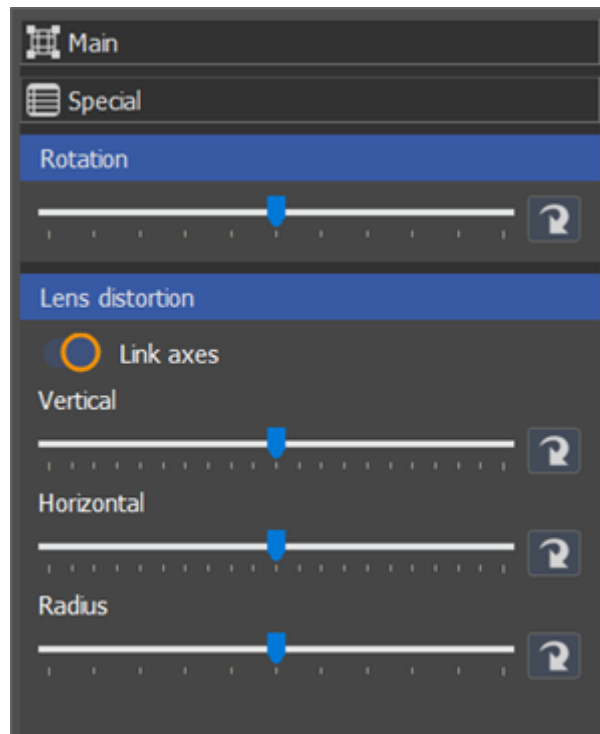 Main
Special
Rotation
Lens distortion
Link axes
Vertical
Horizontal
Radius